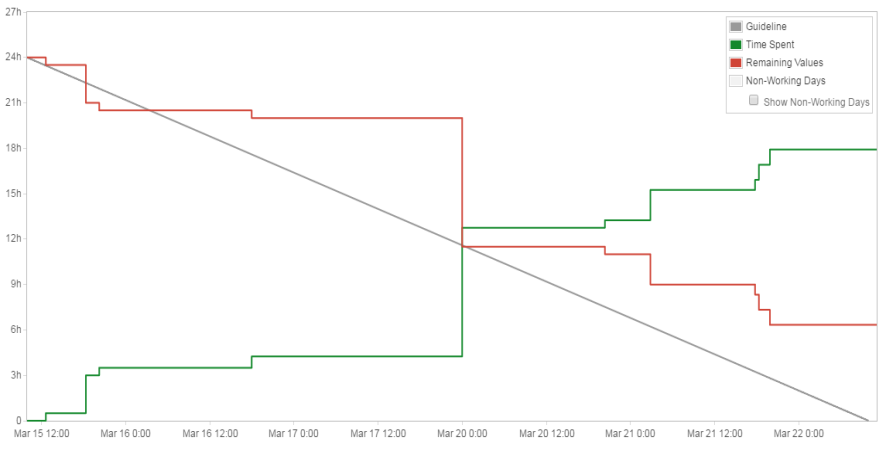 27h
24h
21h
18h
15h
12h
9h
6h
3h
0
Guideline
Time Spent
Remaining Values
Non-Working Days
Show Non-Working Days
Mar 15 12:00 Mar 16 0:00 Mar 16 12:00 Mar 17 0:00 Mar 17 12:00 Mar 20 0:00 Mar 20 12:00 Mar 21 0:00 Mar 21 12:00 Mar 22 0:00